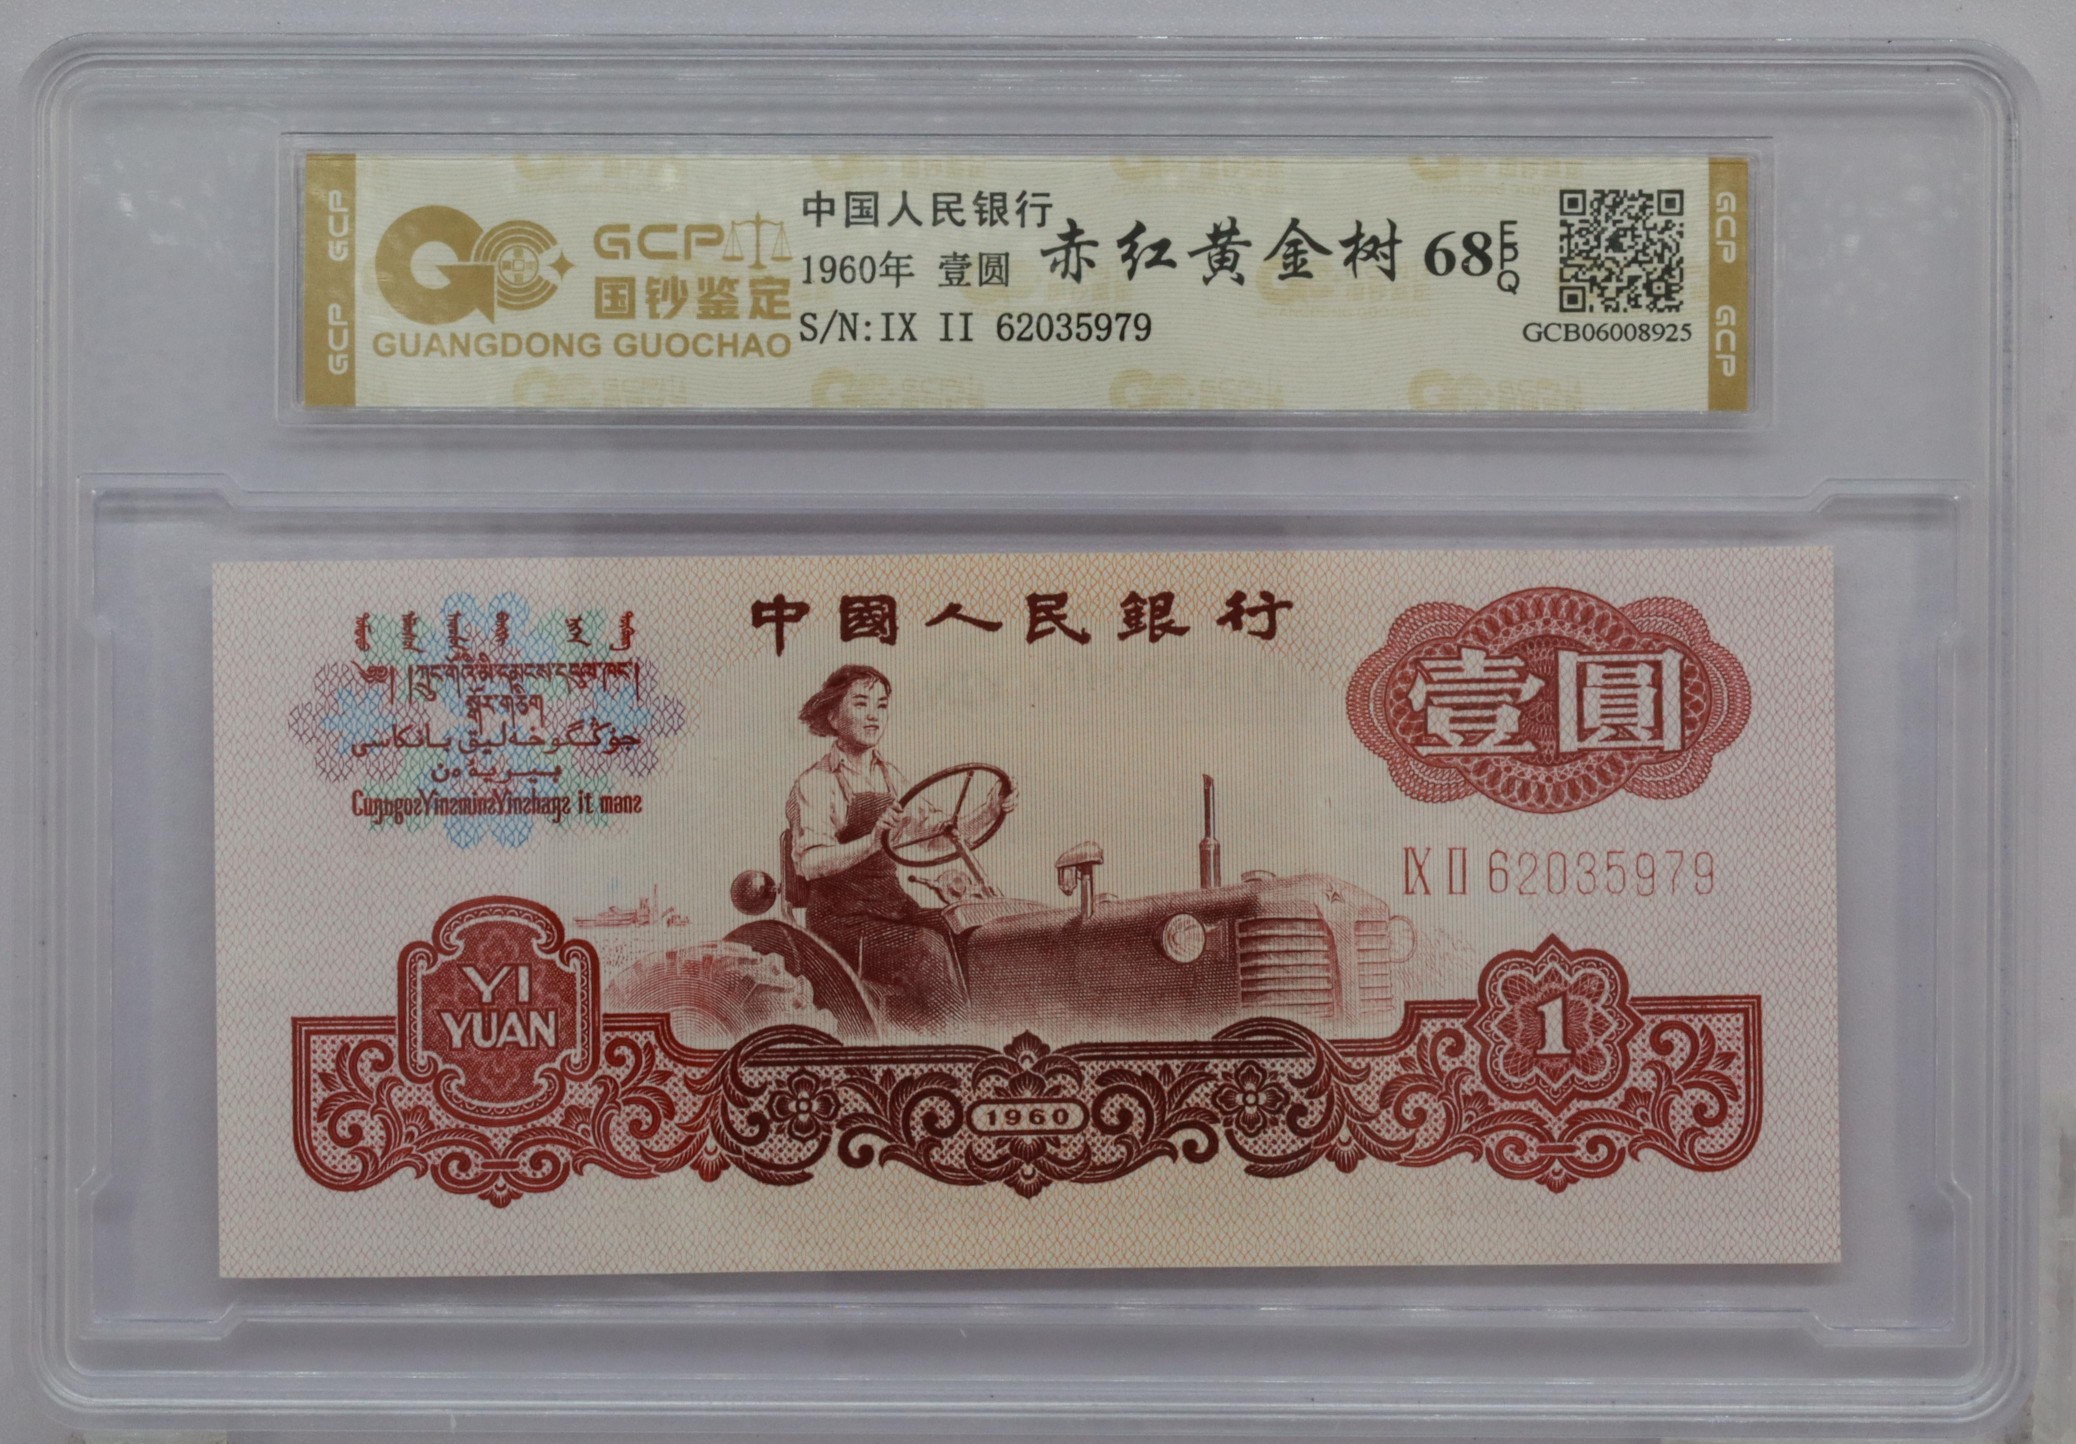 GCP
GCP
GCP
国钞鉴定
GUANGDONG GUOCHAO
中国人民银行
1960年 壹圆
赤红黄金树 68 EPQ
S/N:IX II 62035979
GCB06008925
GCP
GCP
中國人民銀行
壹圓
IX II 62035979
YI
YUAN
1
1960